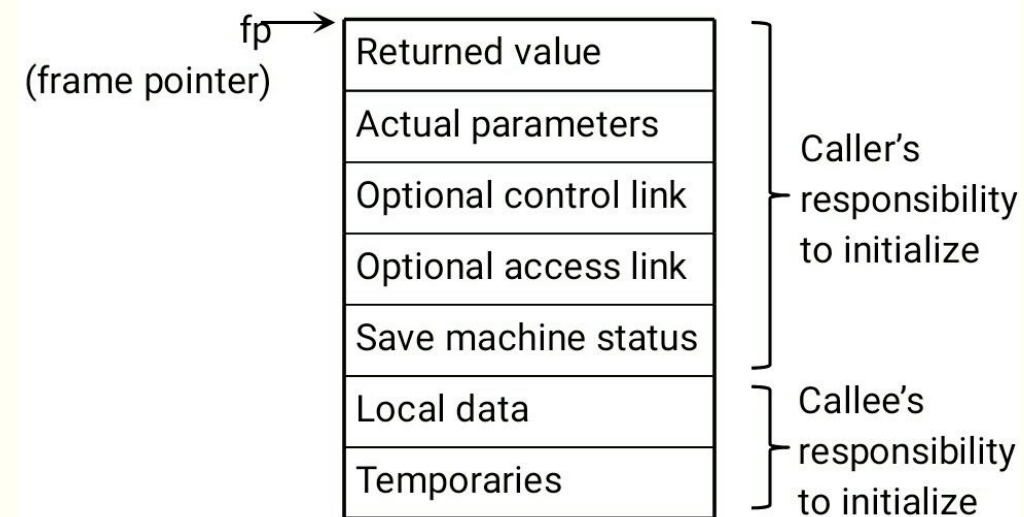 fp
(frame pointer)
Returned value
Actual parameters
Optional control link
Optional access link
Save machine status
Local data
Temporaries
Caller’s
responsibility
to initialize
Callee’s
responsibility
to initialize